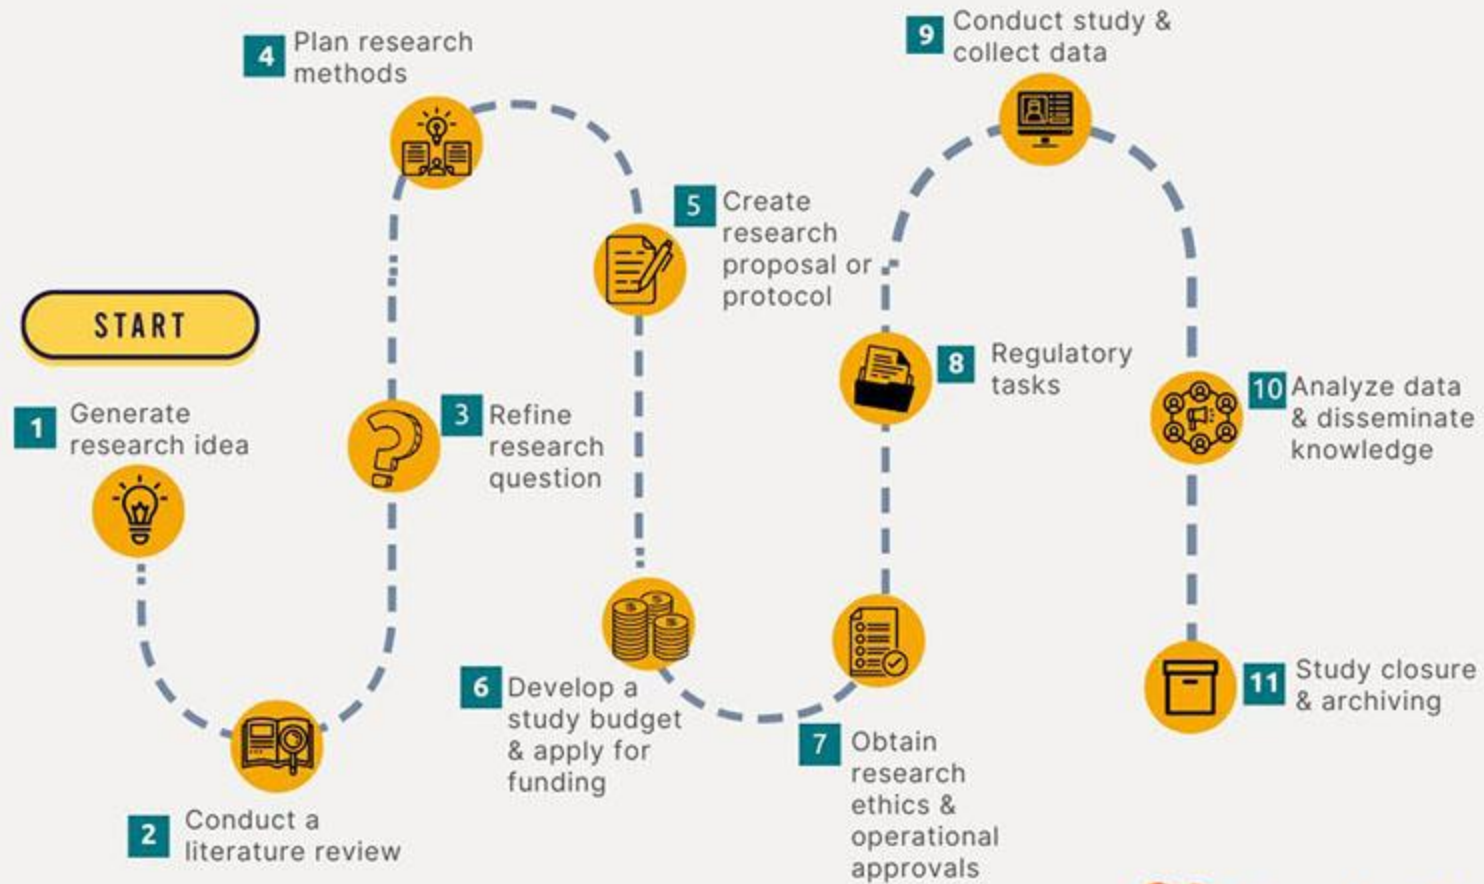 START
1
Generate
research idea
2
Conduct a
literature review
3
Refine
research
question
4
Plan research
methods
5
Create
research
proposal or
protocol
6
Develop a
study budget
& apply for
funding
7
Obtain
research
ethics &
operational
approvals
8
Regulatory
tasks
9
Conduct study &
collect data
10
Analyze data
& disseminate
knowledge
11
Study closure
& archiving